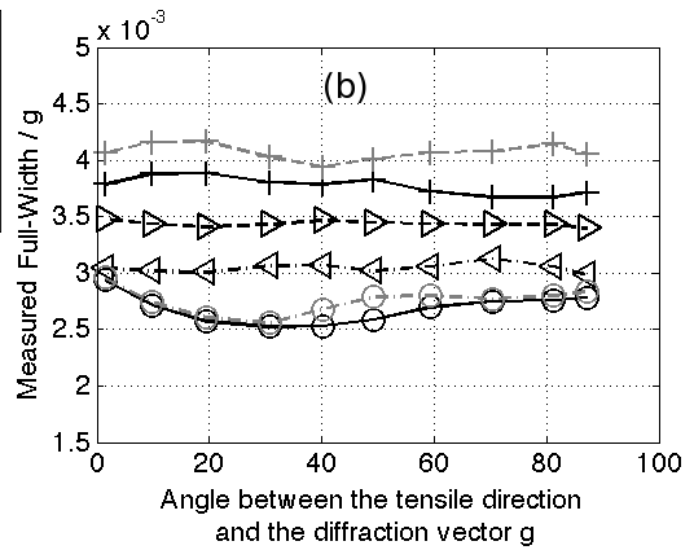 x 10⁻³
(b)
5
4.5
4
3.5
3
2.5
2
1.5
0 20 40 60 80 100
Measured Full-Width / g
Angle between the tensile direction
and the diffraction vector g